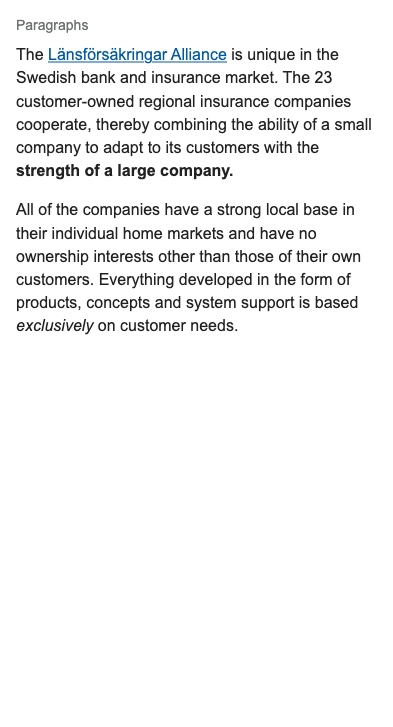 Paragraphs
The Länsförsäkringar Alliance is unique in the
Swedish bank and insurance market. The 23
customer-owned regional insurance companies
cooperate, thereby combining the ability of a small
company to adapt to its customers with the
strength of a large company.
All of the companies have a strong local base in
their individual home markets and have no
ownership interests other than those of their own
customers. Everything developed in the form of
products, concepts and system support is based
exclusively on customer needs.